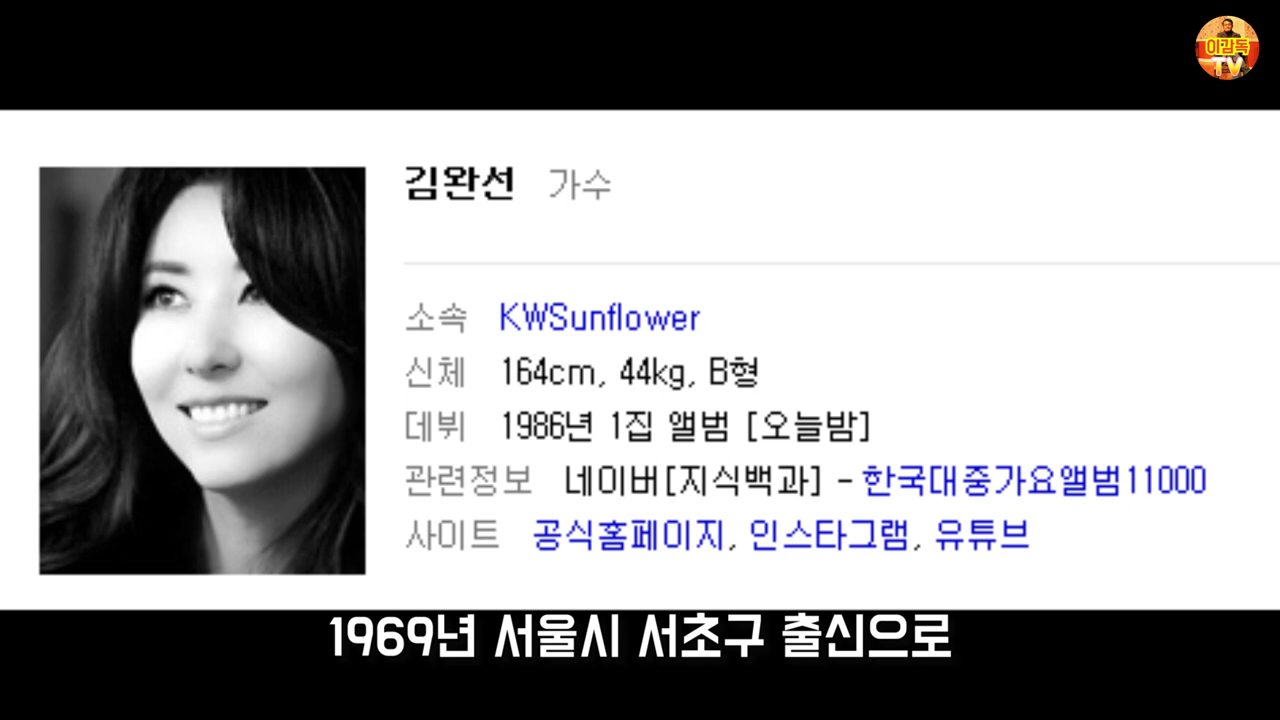 이감독
TV
김완선 가수
소속 KWSunflower
신체 164cm, 44kg, B형
데뷔 1986년 1집 앨범 [오늘밤]
관련정보 네이버[지식백과] - 한국대중가요앨범11000
사이트 공식홈페이지, 인스타그램, 유튜브
1969년 서울시 서초구 출신으로